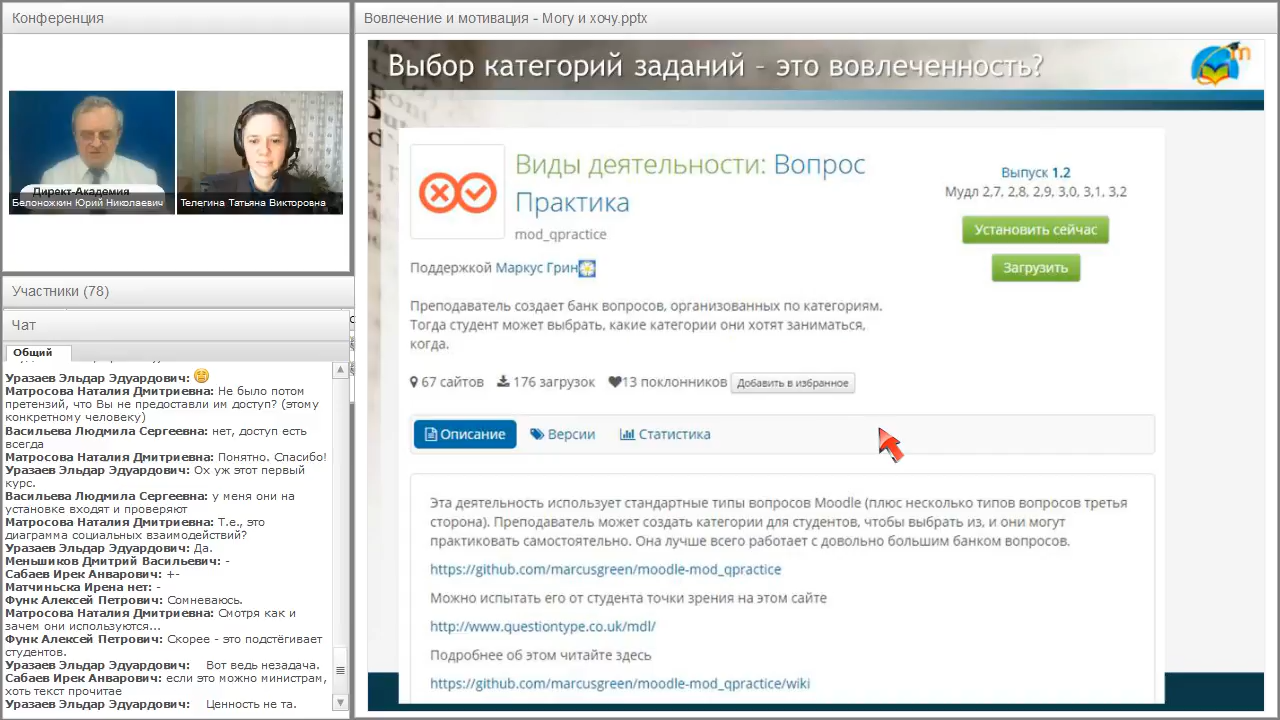 Конференция
Директ-Академия
Белоножкин Юрий Николаевич
Телегина Татьяна Викторовна
Участники (78)
Чат
Общий
Уразаев Эльдар Эдуардович:
Матросова Наталия Дмитриевна: Не было потом
претензий, что Вы не предоставли им доступ? (этому
конкретному человеку)
Васильева Людмила Сергеевна: нет, доступ есть
всегда
Матросова Наталия Дмитриевна: Понятно. Спасибо!
Уразаев Эльдар Эдуардович: Ох уж этот первый
курс.
Васильева Людмила Сергеевна: у меня они на
столько входят и проверяют
Матросова Наталия Дмитриевна: Т.е., это
диаграмма социальных взаимодействий?
Уразаев Эльдар Эдуардович: Да.
Меньшиков Дмитрий Васильевич: -
Сабаев Ирек Анварович: +-
Матчиньска Ирена нет: -
Функ Алексей Петрович: Сомневаюсь.
Матросова Наталия Дмитриевна: Смотря как и
зачем они используются...
Функ Алексей Петрович: Скорее - это подстёгивает
студентов.
Уразаев Эльдар Эдуардович: Вот ведь незадача.
Сабаев Ирек Анварович: если это можно министрам,
Уразаев Эльдар Эдуардович: Ценность не та.
Вовлечение и мотивация - Могу и хочу.pptx
Выбор категорий заданий – это вовлеченность?
m
Виды деятельности: Вопрос
Практика
mod_qpractice
Поддержкой Маркус Грин
Выпуск 1.2
Мудл 2,7, 2,8, 2,9, 3.0, 3,1, 3,2
Установить сейчас
Загрузить
Преподаватель создает банк вопросов, организованных по категориям.
Тогда студент может выбрать, какие категории они хотят заниматься,
когда.
67 сайтов 176 загрузок 13 поклонников Добавить в избранное
Описание Версии Статистика
Эта деятельность использует стандартные типы вопросов Moodle (плюс несколько типов вопросов третья
сторона). Преподаватель может создать категории для студентов, чтобы выбрать из, и они могут
практиковать самостоятельно. Она лучше всего работает с довольно большим банком вопросов.
https://github.com/marcusgreen/moodle-mod_qpractice
Можно испытать его от студента точки зрения на этом сайте
http://www.questiontype.co.uk/mdl/
Подробнее об этом читайте здесь
https://github.com/marcusgreen/moodle-mod_qpractice/wiki